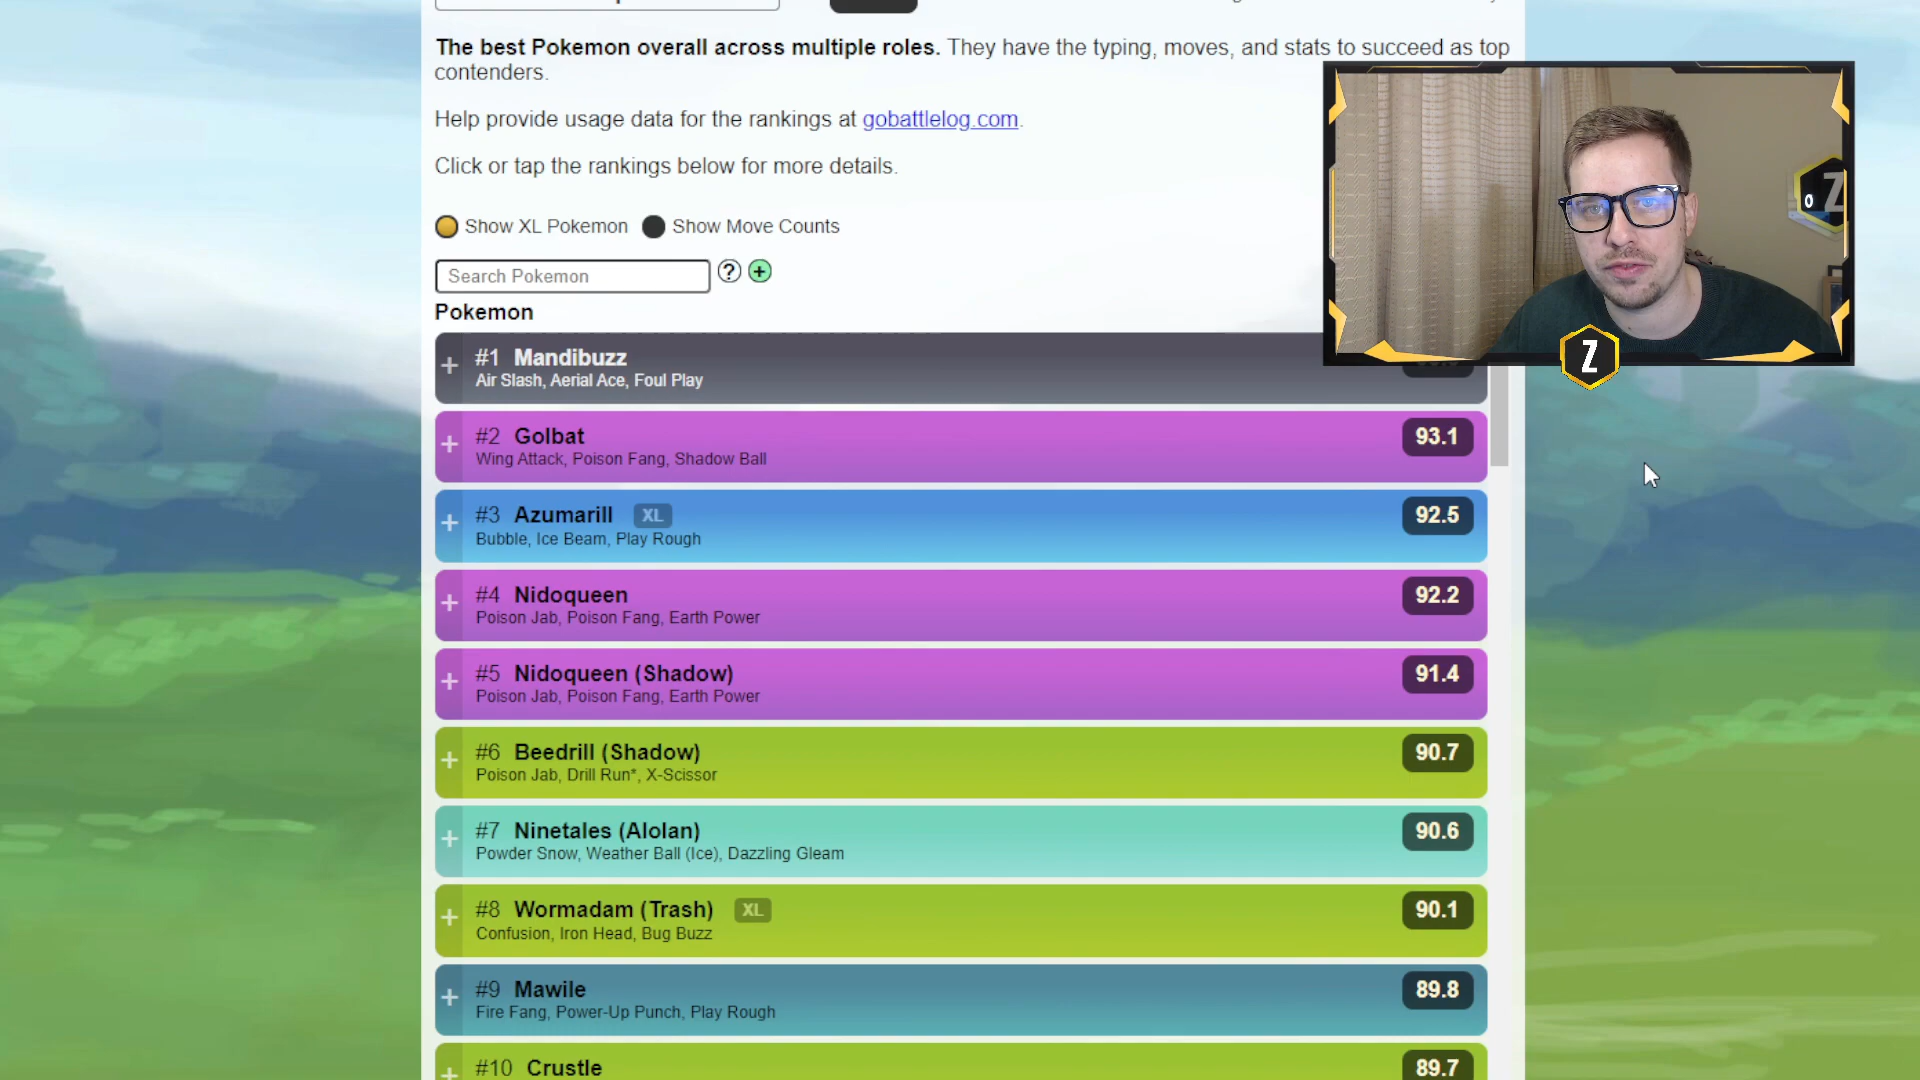 The best Pokemon overall across multiple roles. They have the typing, moves, and stats to succeed as top
contenders.
Help provide usage data for the rankings at gobattlelog.com.
Click or tap the rankings below for more details.
Show XL Pokemon Show Move Counts
Search Pokemon ? +
Pokemon
+ #1 Mandibuzz
Air Slash, Aerial Ace, Foul Play
+ #2 Golbat 93.1
Wing Attack, Poison Fang, Shadow Ball
+ #3 Azumarill XL 92.5
Bubble, Ice Beam, Play Rough
+ #4 Nidoqueen 92.2
Poison Jab, Poison Fang, Earth Power
+ #5 Nidoqueen (Shadow) 91.4
Poison Jab, Poison Fang, Earth Power
+ #6 Beedrill (Shadow) 90.7
Poison Jab, Drill Run*, X-Scissor
+ #7 Ninetales (Alolan) 90.6
Powder Snow, Weather Ball (Ice), Dazzling Gleam
+ #8 Wormadam (Trash) XL 90.1
Confusion, Iron Head, Bug Buzz
+ #9 Mawile 89.8
Fire Fang, Power-Up Punch, Play Rough
+ #10 Crustle 89.7
Z
0
Z